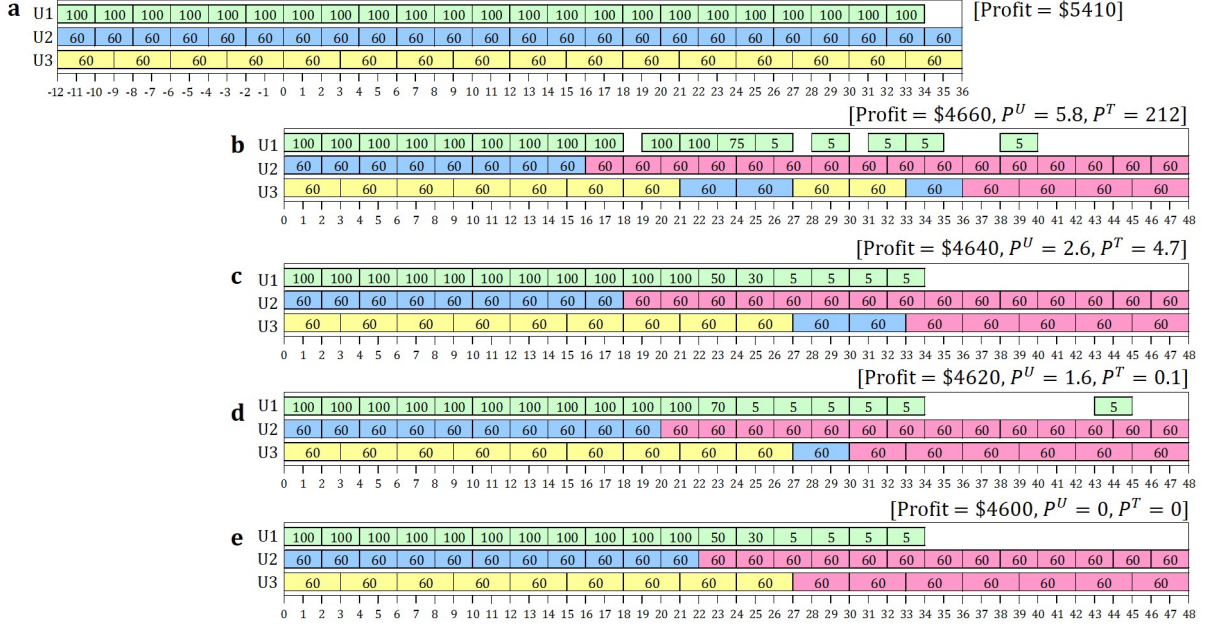 a
[Profit = $5410]
U1 100 100 100 100 100 100 100 100 100 100 100 100 100 100 100 100 100 100 100 100 100 100 100
U2 60 60 60 60 60 60 60 60 60 60 60 60 60 60 60 60 60 60 60 60 60 60 60 60
U3 60 60 60 60 60 60 60 60 60 60 60 60 60 60 60 60
-12 -11 -10 -9 -8 -7 -6 -5 -4 -3 -2 -1 0 1 2 3 4 5 6 7 8 9 10 11 12 13 14 15 16 17 18 19 20 21 22 23 24 25 26 27 28 29 30 31 32 33 34 35 36
[Profit = $4660, P^U = 5.8, P^T = 212]
b
U1 100 100 100 100 100 100 100 100 100 100 100 75 5 5 5 5 5
U2 60 60 60 60 60 60 60 60 60 60 60 60 60 60 60 60 60 60 60 60 60 60 60 60
U3 60 60 60 60 60 60 60 60 60 60 60 60 60 60 60 60
0 1 2 3 4 5 6 7 8 9 10 11 12 13 14 15 16 17 18 19 20 21 22 23 24 25 26 27 28 29 30 31 32 33 34 35 36 37 38 39 40 41 42 43 44 45 46 47 48
[Profit = $4640, P^U = 2.6, P^T = 4.7]
c
U1 100 100 100 100 100 100 100 100 100 100 100 50 30 5 5 5 5
U2 60 60 60 60 60 60 60 60 60 60 60 60 60 60 60 60 60 60 60 60 60 60 60 60
U3 60 60 60 60 60 60 60 60 60 60 60 60 60 60 60 60
0 1 2 3 4 5 6 7 8 9 10 11 12 13 14 15 16 17 18 19 20 21 22 23 24 25 26 27 28 29 30 31 32 33 34 35 36 37 38 39 40 41 42 43 44 45 46 47 48
[Profit = $4620, P^U = 1.6, P^T = 0.1]
d
U1 100 100 100 100 100 100 100 100 100 100 100 70 5 5 5 5 5 5
U2 60 60 60 60 60 60 60 60 60 60 60 60 60 60 60 60 60 60 60 60 60 60 60 60
U3 60 60 60 60 60 60 60 60 60 60 60 60 60 60 60 60
0 1 2 3 4 5 6 7 8 9 10 11 12 13 14 15 16 17 18 19 20 21 22 23 24 25 26 27 28 29 30 31 32 33 34 35 36 37 38 39 40 41 42 43 44 45 46 47 48
[Profit = $4600, P^U = 0, P^T = 0]
e
U1 100 100 100 100 100 100 100 100 100 100 100 50 30 5 5 5 5
U2 60 60 60 60 60 60 60 60 60 60 60 60 60 60 60 60 60 60 60 60 60 60 60 60
U3 60 60 60 60 60 60 60 60 60 60 60 60 60 60 60 60
0 1 2 3 4 5 6 7 8 9 10 11 12 13 14 15 16 17 18 19 20 21 22 23 24 25 26 27 28 29 30 31 32 33 34 35 36 37 38 39 40 41 42 43 44 45 46 47 48